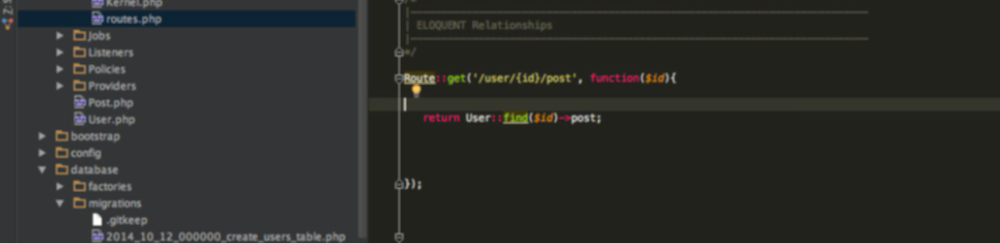 Kernel.php
routes.php
Jobs
Listeners
Policies
Providers
Post.php
User.php
bootstrap
config
database
factories
migrations
.gitkeep
2014_10_12_000000_create_users_table.php
|
| ELOQUENT Relationships
|
*/
Route::get('/user/{id}/post', function($id){
return User::find($id)->post;
});